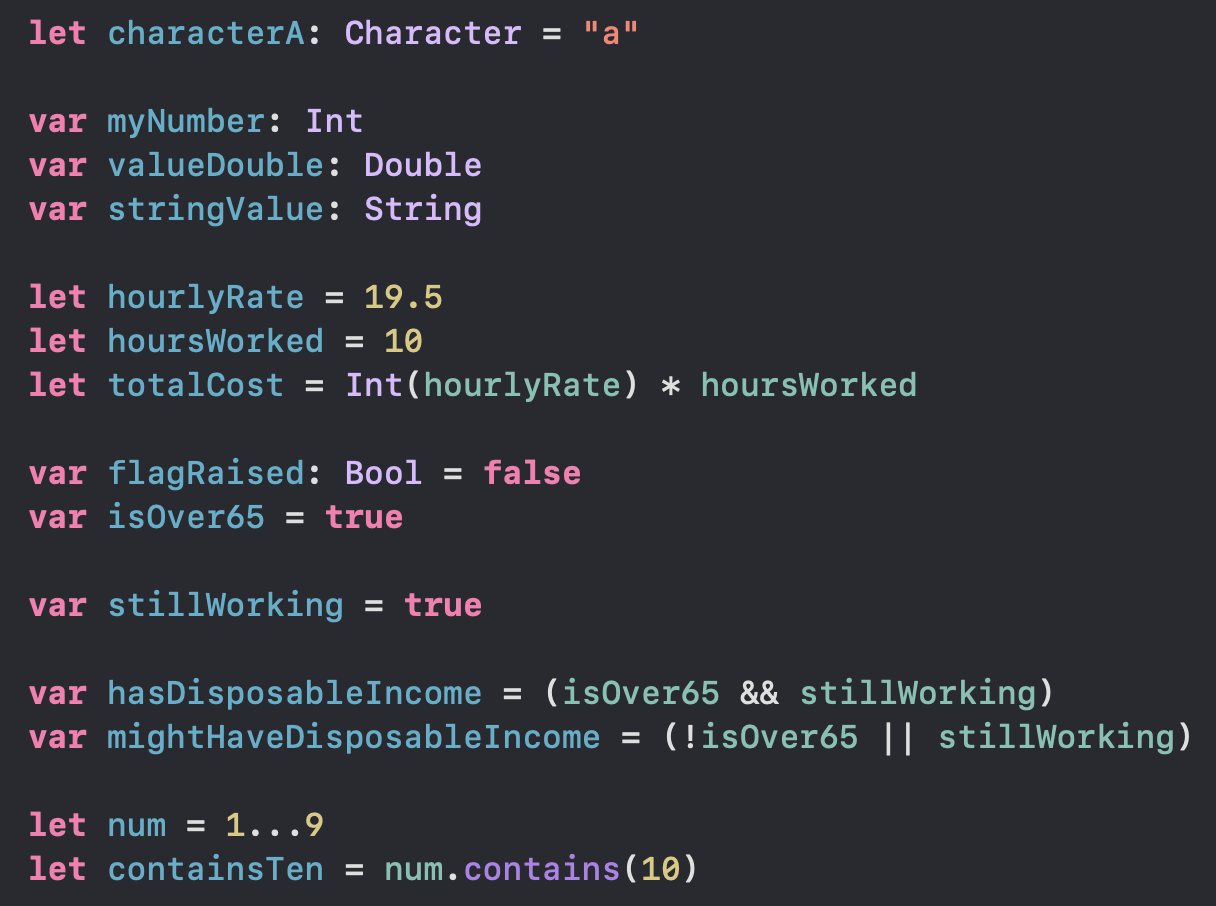 let characterA: Character = "a"
var myNumber: Int
var valueDouble: Double
var stringValue: String
let hourlyRate = 19.5
let hoursWorked = 10
let totalCost = Int(hourlyRate) * hoursWorked
var flagRaised: Bool = false
var isOver65 = true
var stillWorking = true
var hasDisposableIncome = (isOver65 && stillWorking)
var mightHaveDisposableIncome = (!isOver65 || stillWorking)
let num = 1...9
let containsTen = num.contains(10)